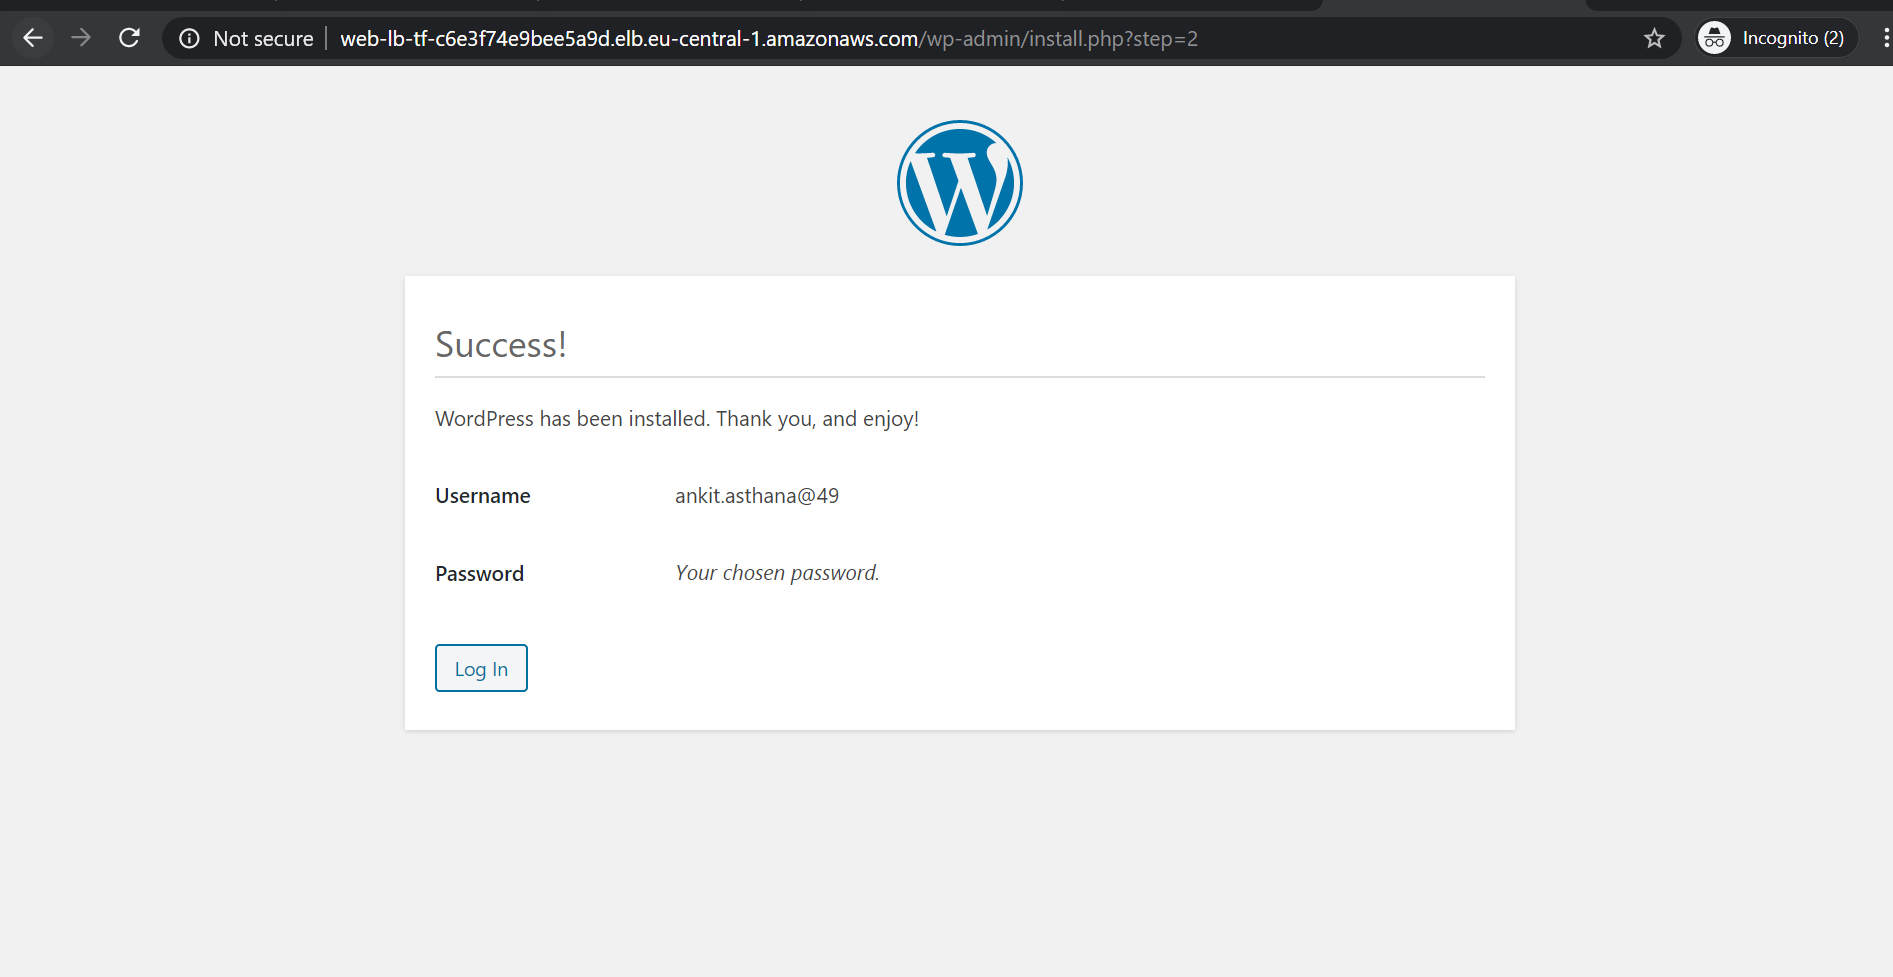 Not secure web-lb-tf-c6e3f74e9bee5a9d.elb.eu-central-1.amazonaws.com/wp-admin/install.php?step=2 Incognito (2)
Success!
WordPress has been installed. Thank you, and enjoy!
Username ankit.asthana@49
Password Your chosen password.
Log In